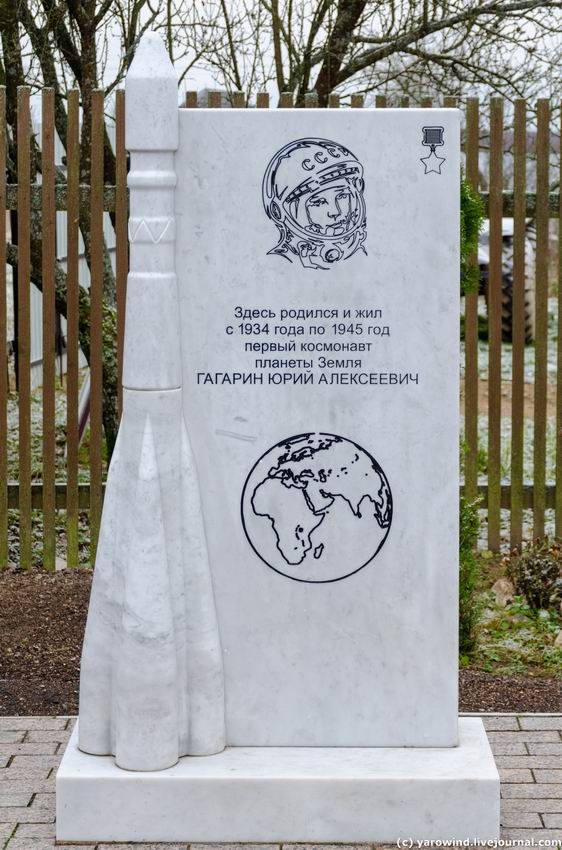 СССР
Здесь родился и жил
с 1934 года по 1945 год
первый космонавт
планеты Земля
ГАГАРИН ЮРИЙ АЛЕКСЕЕВИЧ
(c) yarowind.livejournal.com